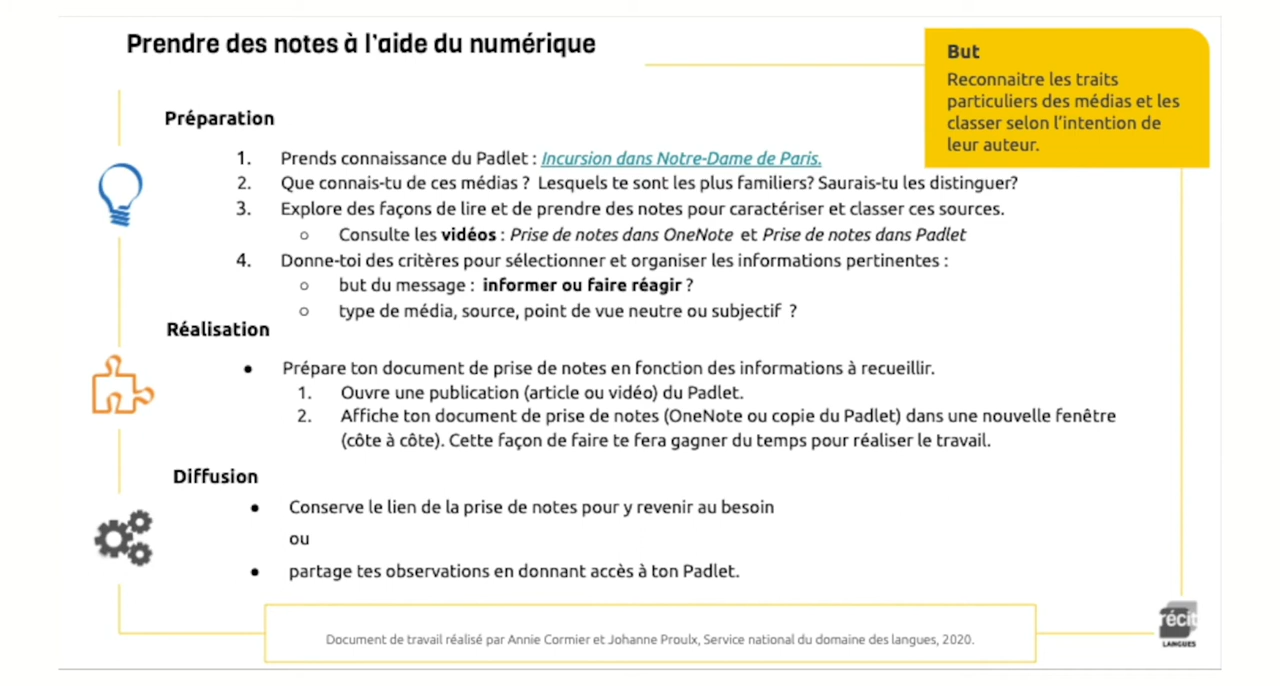 Prendre des notes à l'aide du numérique
But
Reconnaitre les traits
particuliers des médias et les
classer selon l'intention de
leur auteur.
Préparation
1. Prends connaissance du Padlet : Incursion dans Notre-Dame de Paris.
2. Que connais-tu de ces médias ? Lesquels te sont les plus familiers? Saurais-tu les distinguer?
3. Explore des façons de lire et de prendre des notes pour caractériser et classer ces sources.
○ Consulte les vidéos : Prise de notes dans OneNote et Prise de notes dans Padlet
4. Donne-toi des critères pour sélectionner et organiser les informations pertinentes :
○ but du message : informer ou faire réagir ?
○ type de média, source, point de vue neutre ou subjectif ?
Réalisation
● Prépare ton document de prise de notes en fonction des informations à recueillir.
1. Ouvre une publication (article ou vidéo) du Padlet.
2. Affiche ton document de prise de notes (OneNote ou copie du Padlet) dans une nouvelle fenêtre
(côte à côte). Cette façon de faire te fera gagner du temps pour réaliser le travail.
Diffusion
● Conserve le lien de la prise de notes pour y revenir au besoin
ou
● partage tes observations en donnant accès à ton Padlet.
Document de travail réalisé par Annie Cormier et Johanne Proulx, Service national du domaine des langues, 2020.
récit
LANGUES